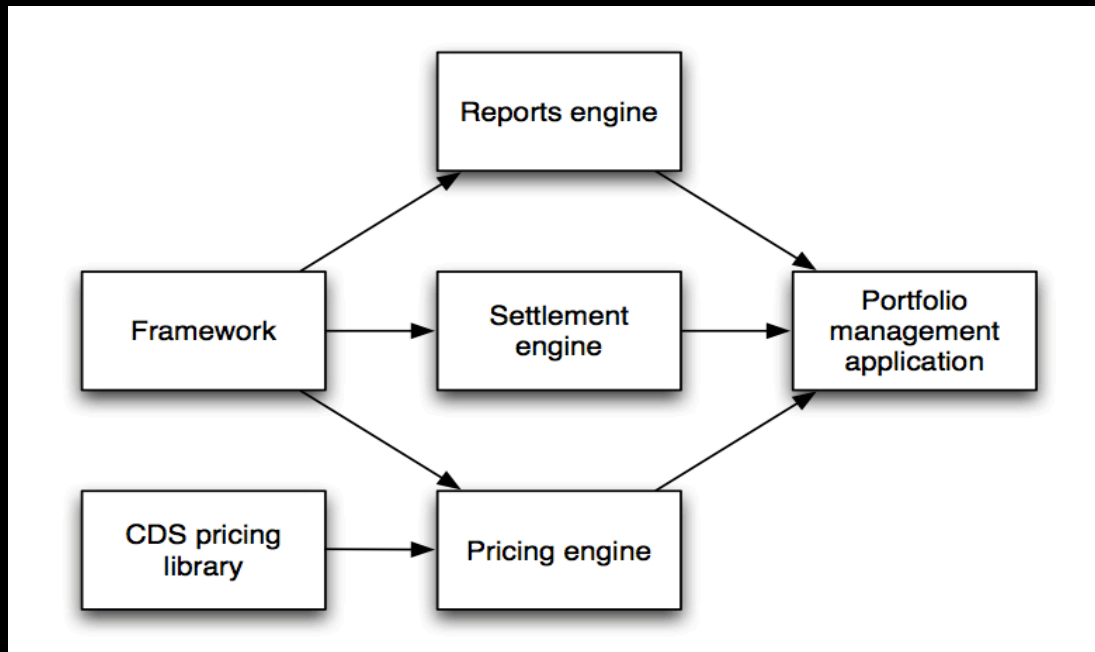 Reports engine
Framework
Settlement
engine
Portfolio
management
application
CDS pricing
library
Pricing engine